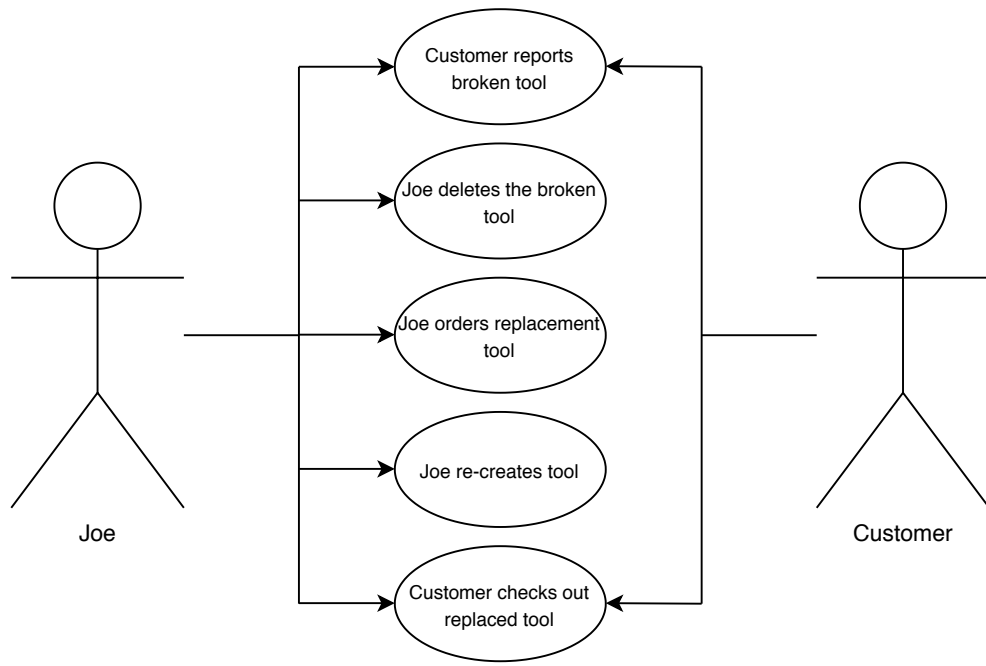 Customer reports
broken tool
Joe deletes the broken
tool
Joe orders replacement
tool
Joe re-creates tool
Joe
Customer
Customer checks out
replaced tool